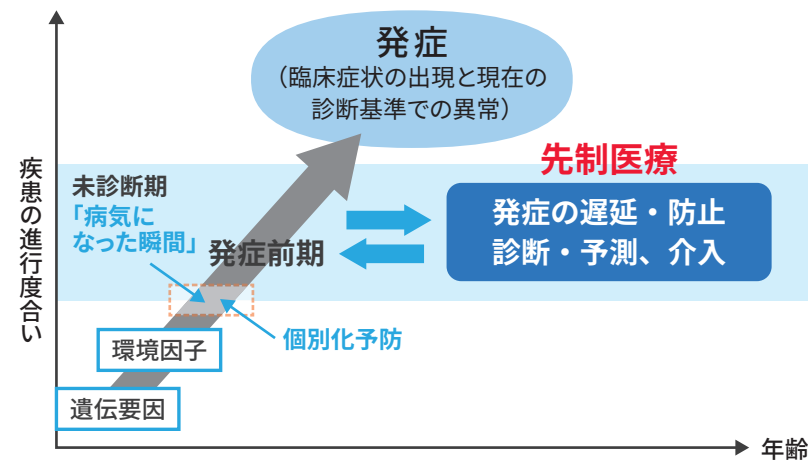 発症
（臨床症状の出現と現在の
診断基準での異常）
先制医療
未診断期
「病気に
なった瞬間」
発症の遅延・防止
診断・予測、介入
発症前期
個別化予防
環境因子
遺伝要因
疾患の進行度合い
年齢